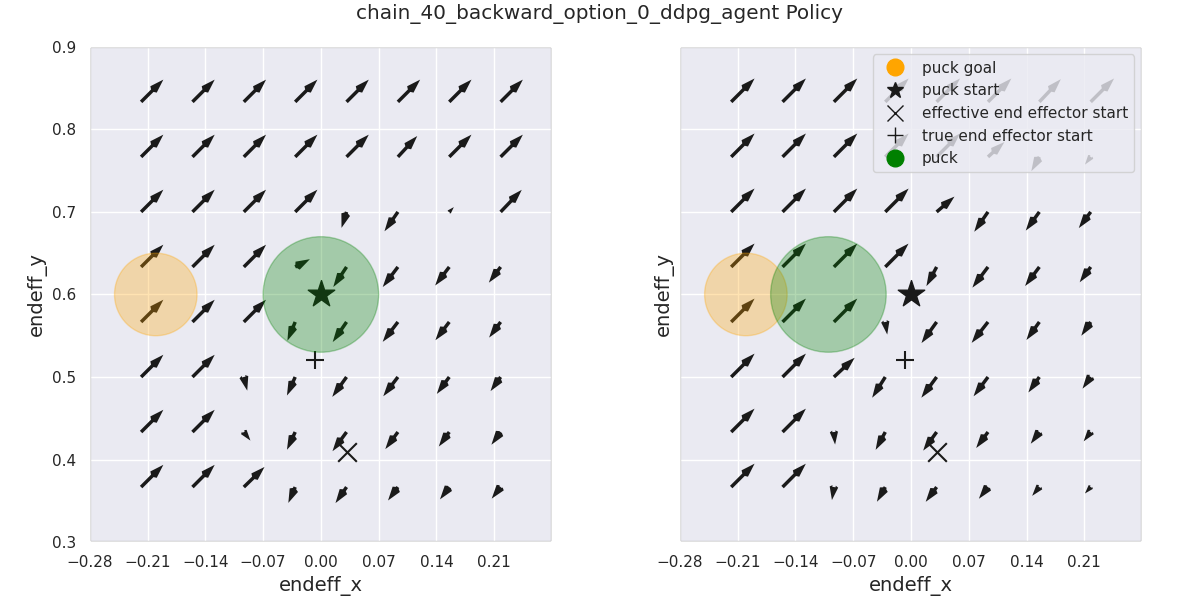 chain_40_backward_option_0_ddpg_agent Policy
0.9
0.8
0.7
0.6
0.5
0.4
0.3
endeff_y
−0.28 −0.21 −0.14 −0.07 0.00 0.07 0.14 0.21
endeff_x
puck goal
puck start
effective end effector start
true end effector start
puck
endeff_y
−0.28 −0.21 −0.14 −0.07 0.00 0.07 0.14 0.21
endeff_x